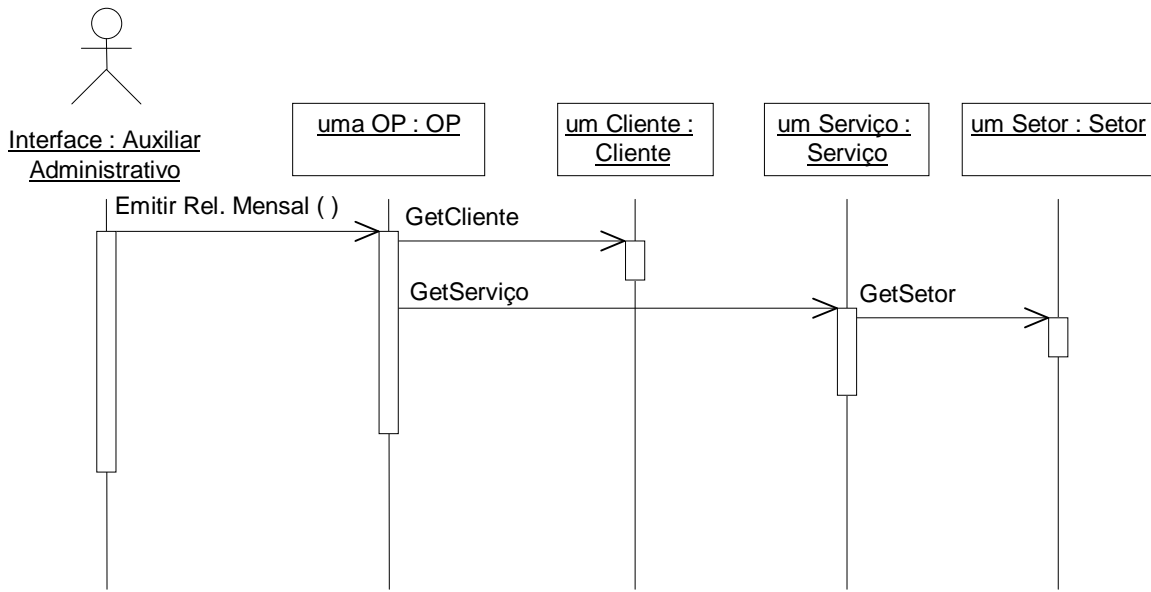 Interface : Auxiliar
Administrativo
uma OP : OP
um Cliente :
Cliente
um Serviço :
Serviço
um Setor : Setor
Emitir Rel. Mensal ( )
GetCliente
GetServiço
GetSetor